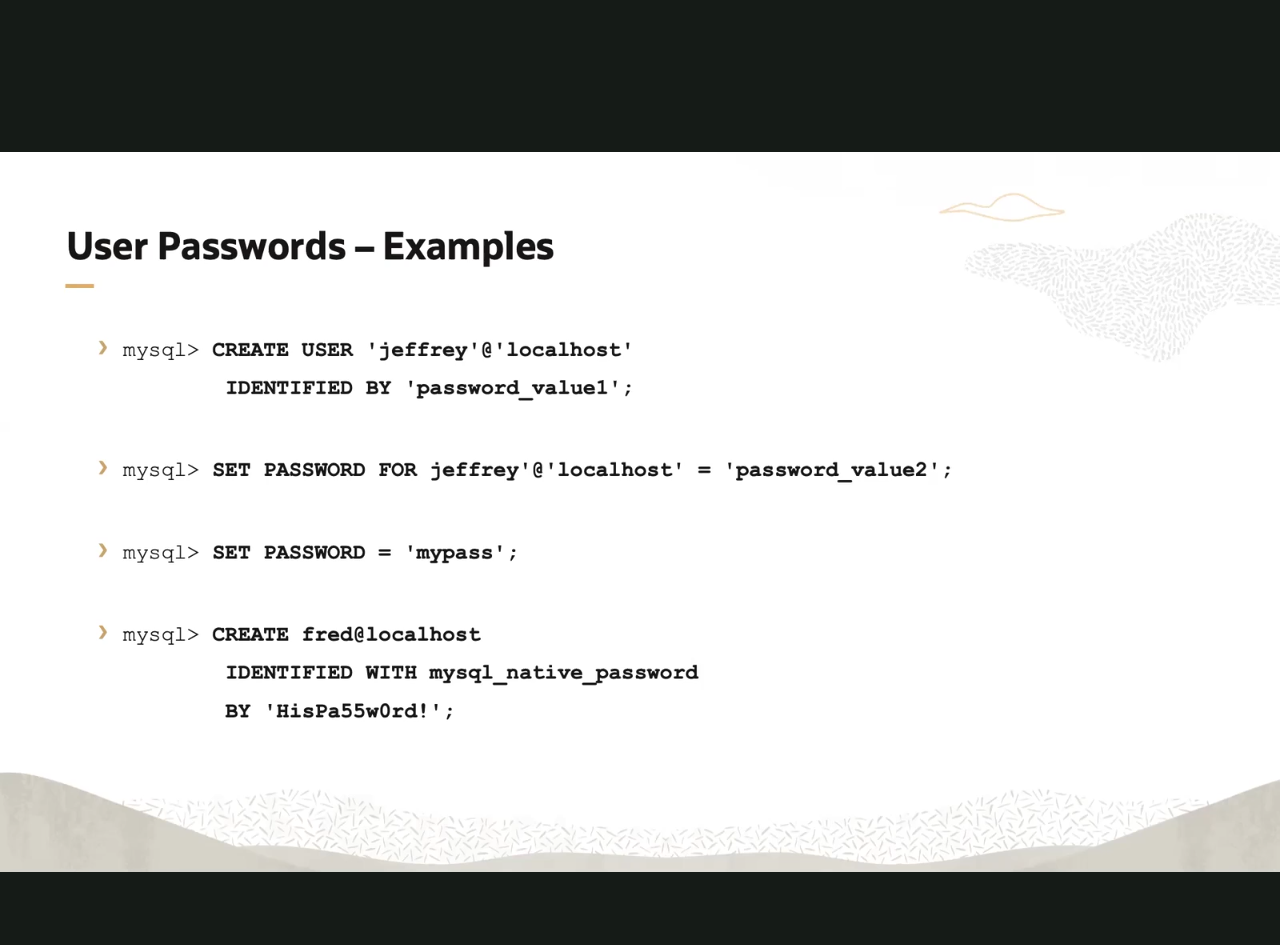 User Passwords – Examples
❯ mysql> CREATE USER 'jeffrey'@'localhost'
IDENTIFIED BY 'password_value1';
❯ mysql> SET PASSWORD FOR jeffrey'@'localhost' = 'password_value2';
❯ mysql> SET PASSWORD = 'mypass';
❯ mysql> CREATE fred@localhost
IDENTIFIED WITH mysql_native_password
BY 'HisPa55w0rd!';